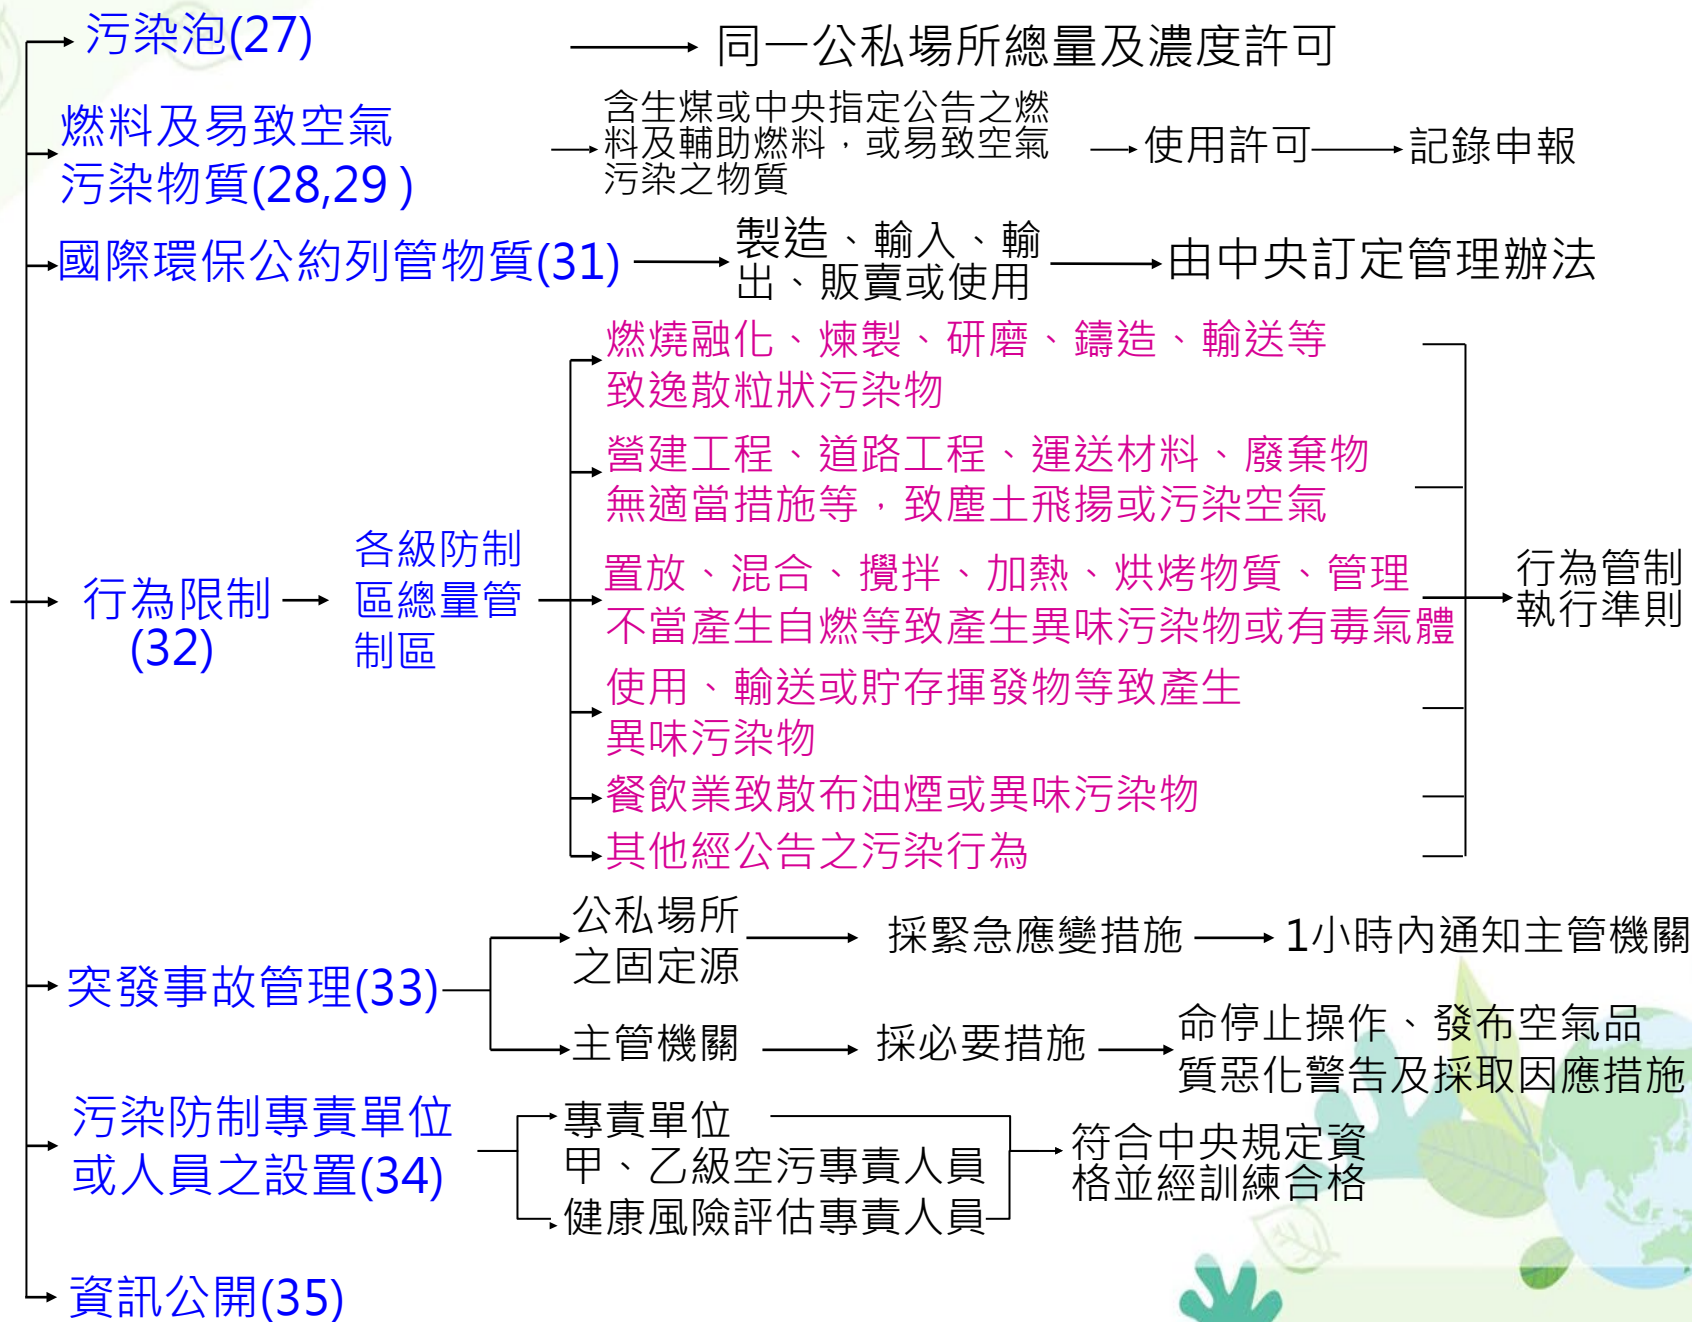 污染泡(27)
同一公私場所總量及濃度許可
燃料及易致空氣
污染物質(28,29 )
含生煤或中央指定公告之燃
料及輔助燃料，或易致空氣
污染之物質
使用許可
記錄申報
國際環保公約列管物質(31)
製造、輸入、輸
出、販賣或使用
由中央訂定管理辦法
行為限制
(32)
各級防制
區總量管
制區
燃燒融化、煉製、研磨、鑄造、輸送等
致逸散粒狀污染物
營建工程、道路工程、運送材料、廢棄物
無適當措施等，致塵土飛揚或污染空氣
置放、混合、攪拌、加熱、烘烤物質、管理
不當產生自燃等致產生異味污染物或有毒氣體
使用、輸送或貯存揮發物等致產生
異味污染物
餐飲業致散布油煙或異味污染物
其他經公告之污染行為
行為管制
執行準則
突發事故管理(33)
公私場所
之固定源
採緊急應變措施
1小時內通知主管機關
主管機關
採必要措施
命停止操作、發布空氣品
質惡化警告及採取因應措施
污染防制專責單位
或人員之設置(34)
專責單位
甲、乙級空污專責人員
健康風險評估專責人員
符合中央規定資
格並經訓練合格
資訊公開(35)